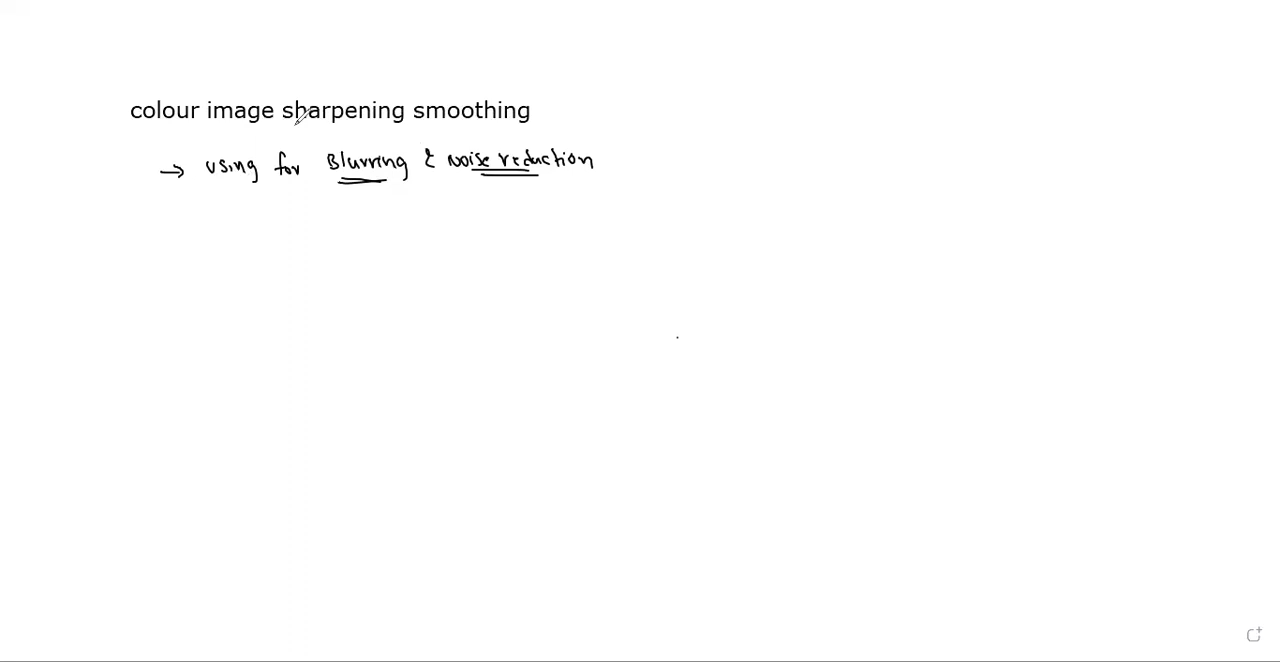 colour image sharpening smoothing
→ using for Blurring & Noise reduction